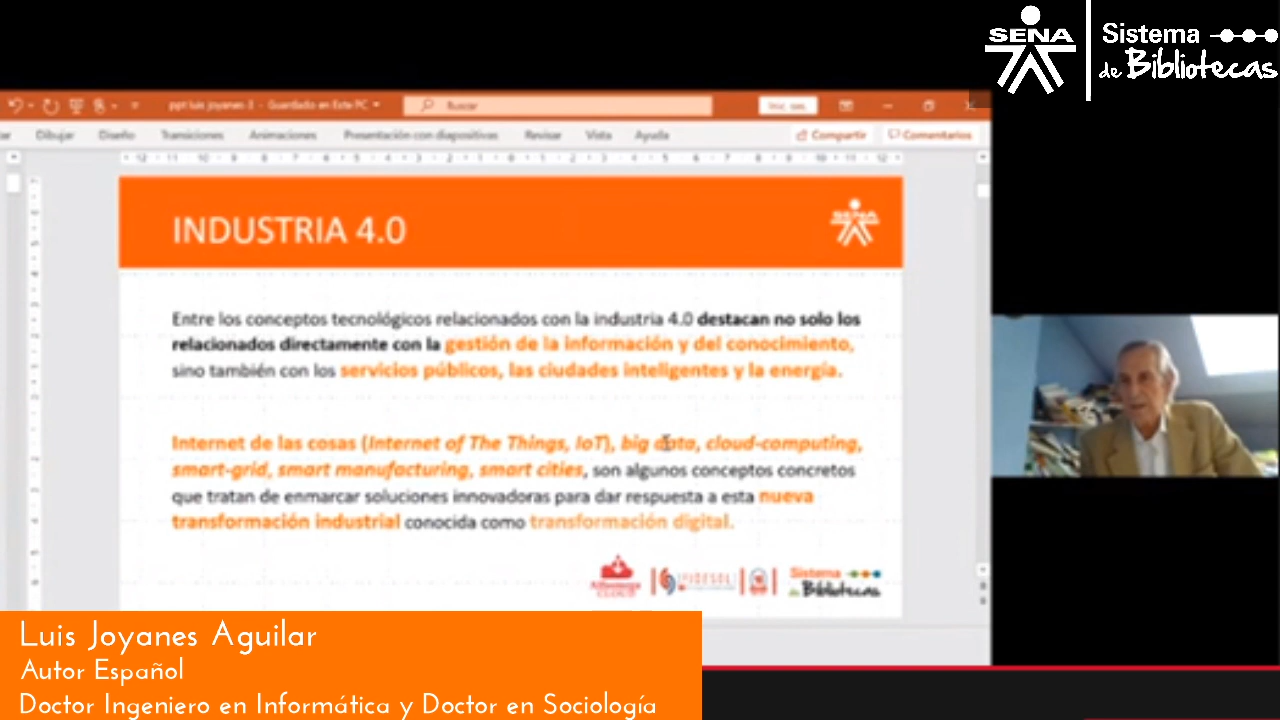 SENA
Sistema
de Bibliotecas
ppt luis joyanes 3 - Guardado en Este PC
Buscar
Inic. ses.
Dibujar Diseño Transiciones Animaciones Presentación con diapositivas Revisar Vista Ayuda Compartir Comentarios
INDUSTRIA 4.0
SENA
Entre los conceptos tecnológicos relacionados con la industria 4.0 destacan no solo los
relacionados directamente con la gestión de la información y del conocimiento,
sino también con los servicios públicos, las ciudades inteligentes y la energía.
Internet de las cosas (Internet of The Things, IoT), big data, cloud-computing,
smart-grid, smart manufacturing, smart cities, son algunos conceptos concretos
que tratan de enmarcar soluciones innovadoras para dar respuesta a esta nueva
transformación industrial conocida como transformación digital.
CLOUD
Sistema
de Bibliotecas
Luis Joyanes Aguilar
Autor Español
Doctor Ingeniero en Informática y Doctor en Sociología